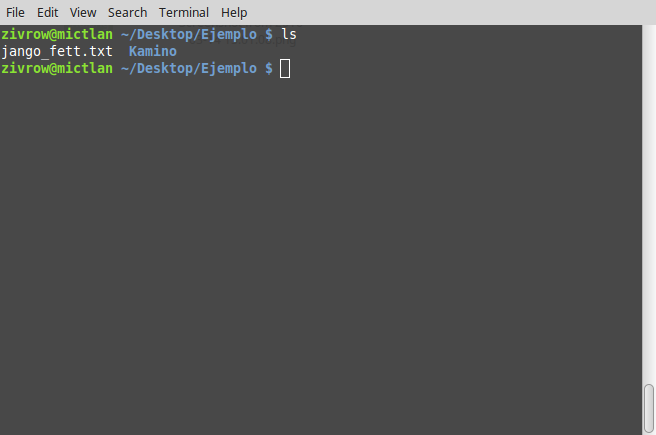 File Edit View Search Terminal Help
zivrow@mictlan ~/Desktop/Ejemplo $ ls
jango_fett.txt  Kamino
zivrow@mictlan ~/Desktop/Ejemplo $